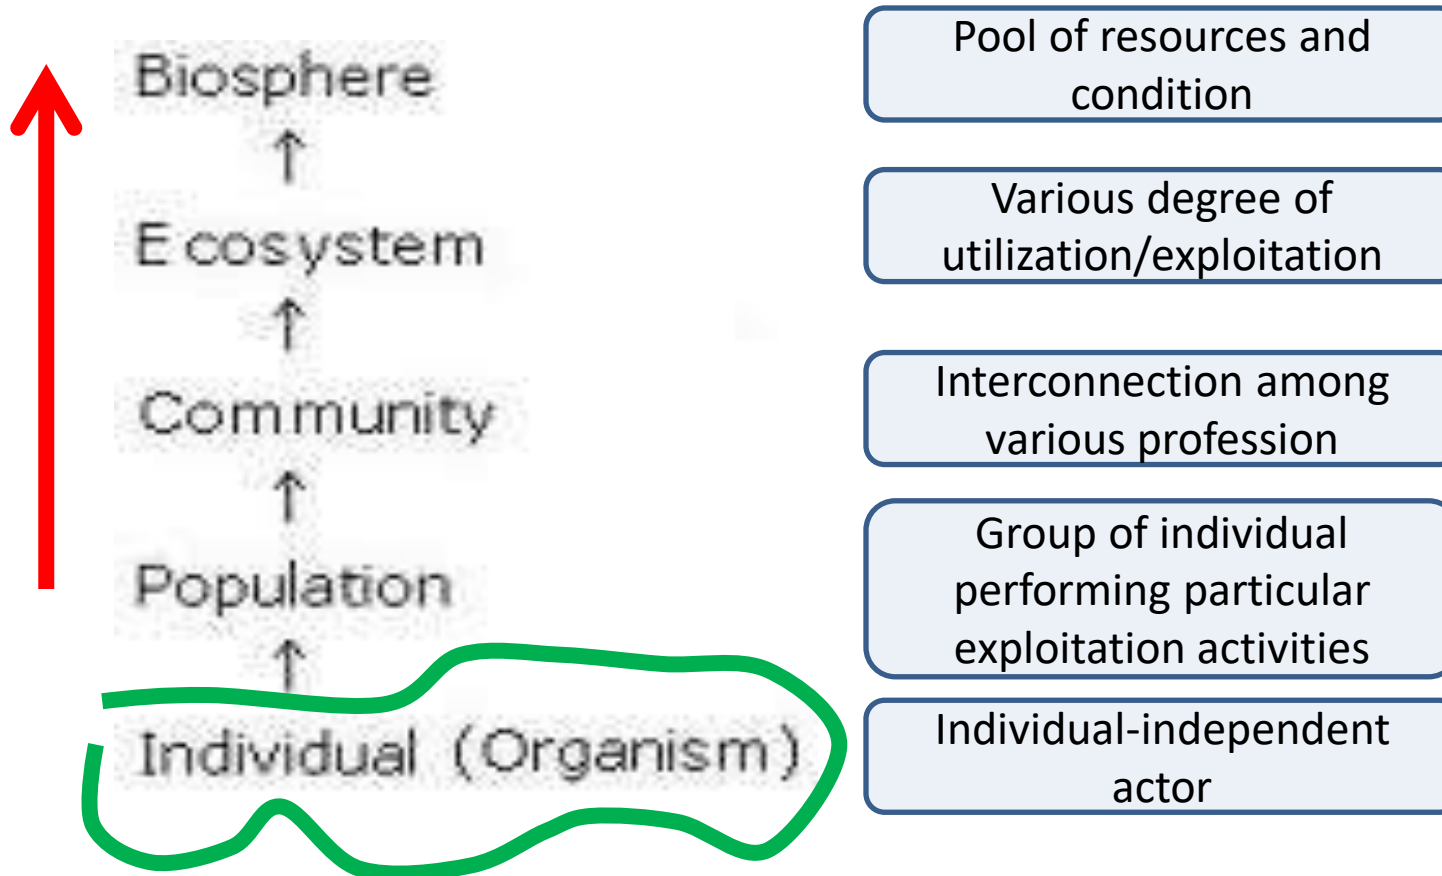 Biosphere
Pool of resources and
condition
↑
Ecosystem
Various degree of
utilization/exploitation
↑
Community
Interconnection among
various profession
↑
Population
Group of individual
performing particular
exploitation activities
↑
Individual (Organism)
Individual-independent
actor